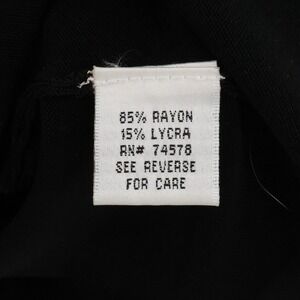 85% RAYON
15% LYCRA
RN# 74578
SEE REVERSE
FOR CARE